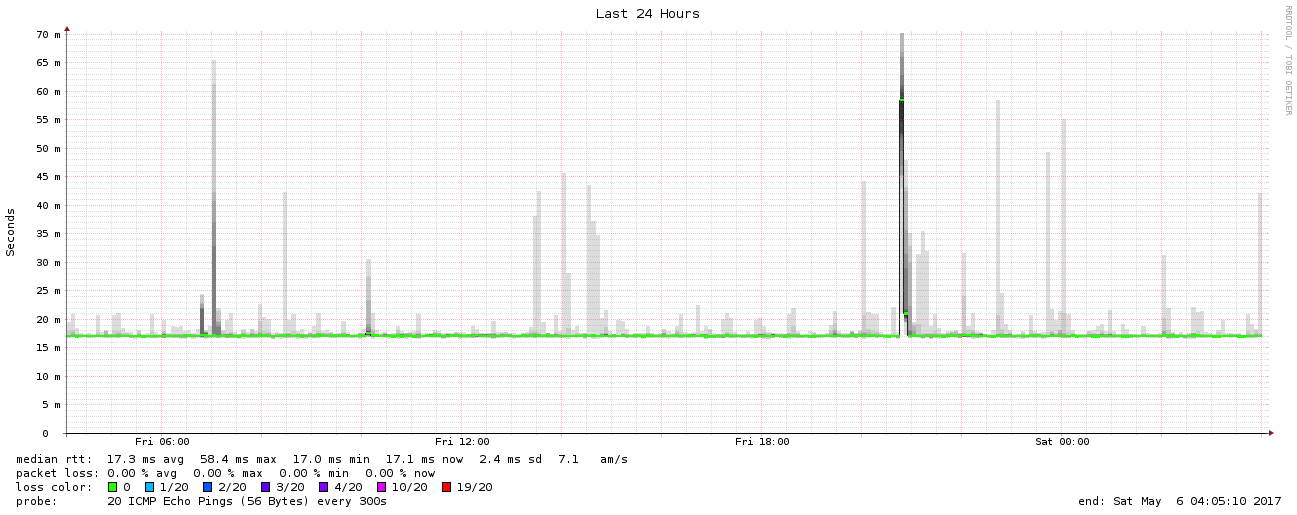 Last 24 Hours
RRDTOOL / TOBI OETIKER
Seconds
70 m
65 m
60 m
55 m
50 m
45 m
40 m
35 m
30 m
25 m
20 m
15 m
10 m
5 m
0
Fri 06:00 Fri 12:00 Fri 18:00 Sat 00:00
median rtt: 17.3 ms avg 58.4 ms max 17.0 ms min 17.1 ms now 2.4 ms sd 7.1 am/s
packet loss: 0.00 % avg 0.00 % max 0.00 % min 0.00 % now
loss color: 0 1/20 2/20 3/20 4/20 10/20 19/20
probe: 20 ICMP Echo Pings (56 Bytes) every 300s end: Sat May 6 04:05:10 2017